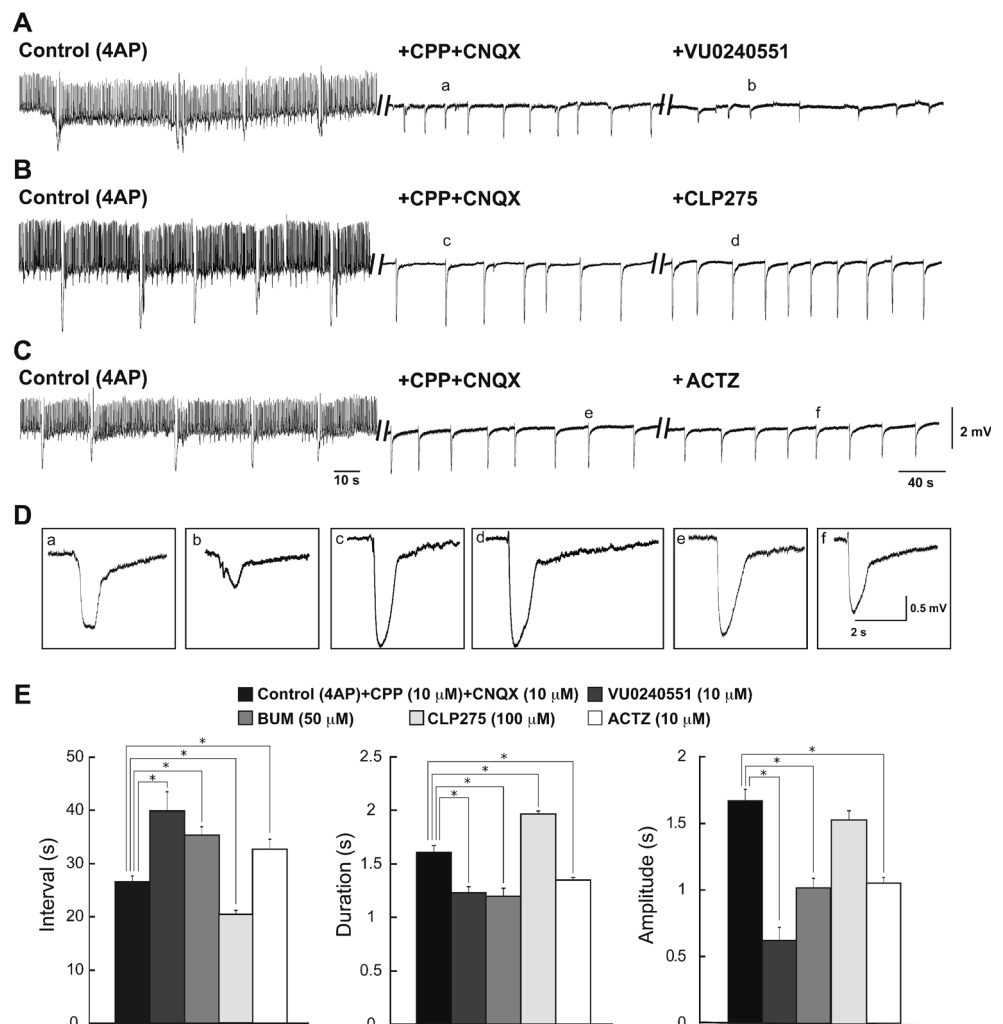 A
Control (4AP) +CPP+CNQX +VU0240551
a b
B
Control (4AP) +CPP+CNQX +CLP275
c d
C
Control (4AP) +CPP+CNQX + ACTZ
e f
2 mV
10 s 40 s
D
a b c d e f
0.5 mV
2 s
E
Control (4AP)+CPP (10 μM)+CNQX (10 μM) VU0240551 (10 μM)
BUM (50 μM) CLP275 (100 μM) ACTZ (10 μM)
Interval (s)
50
40
30
20
10
0
* * * *
Duration (s)
2.5
2
1.5
1
0.5
0
* * * *
Amplitude (s)
2
1.5
1
0.5
0
* * *